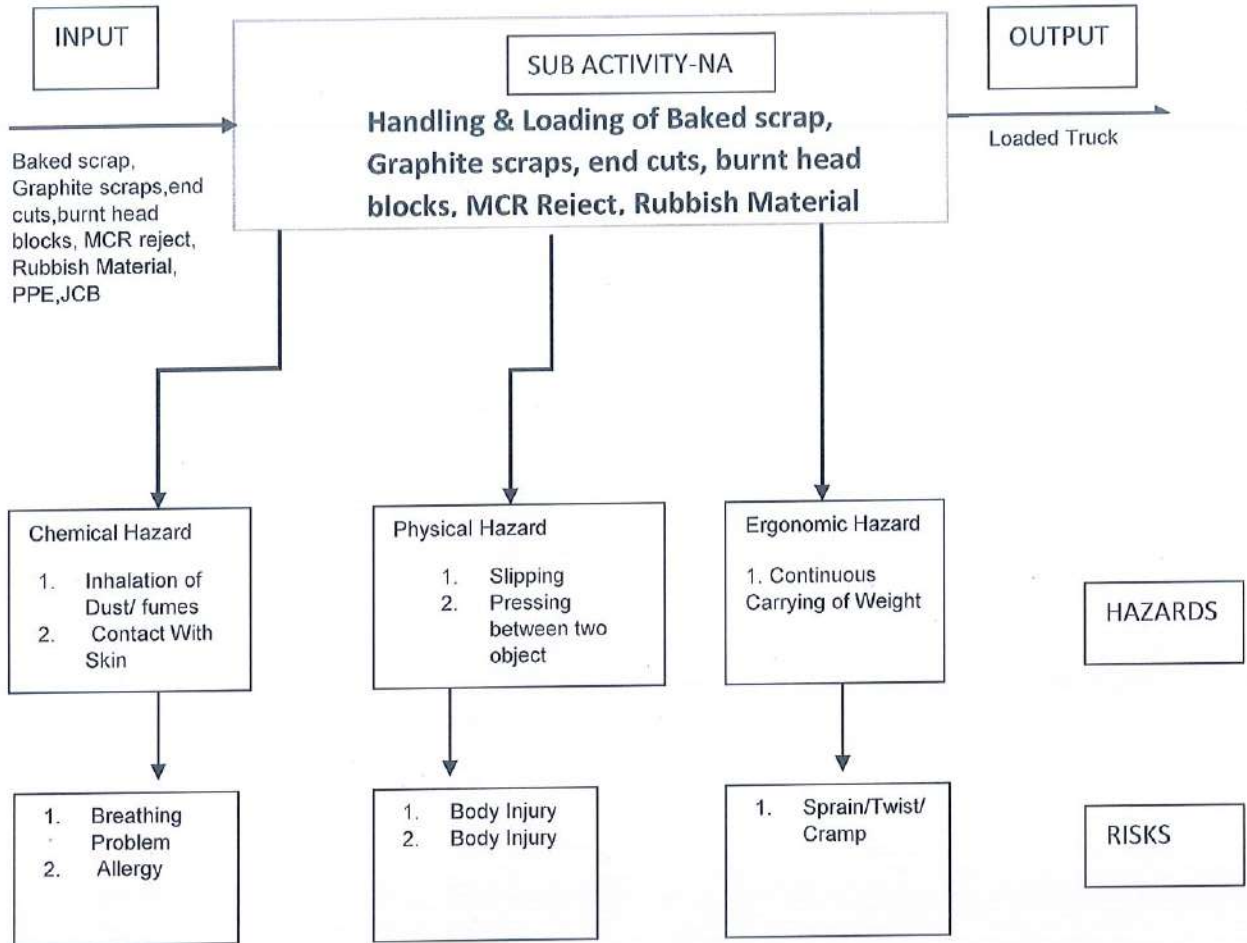 INPUT
SUB ACTIVITY-NA
OUTPUT
Handling & Loading of Baked scrap,
Graphite scraps, end cuts, burnt head
blocks, MCR Reject, Rubbish Material
Loaded Truck
Baked scrap,
Graphite scraps,end
cuts,burnt head
blocks, MCR reject,
Rubbish Material,
PPE,JCB
Chemical Hazard
1. Inhalation of
Dust/ fumes
2. Contact With
Skin
Physical Hazard
1. Slipping
2. Pressing
between two
object
Ergonomic Hazard
1. Continuous
Carrying of Weight
HAZARDS
1. Breathing
Problem
2. Allergy
1. Body Injury
2. Body Injury
1. Sprain/Twist/
Cramp
RISKS